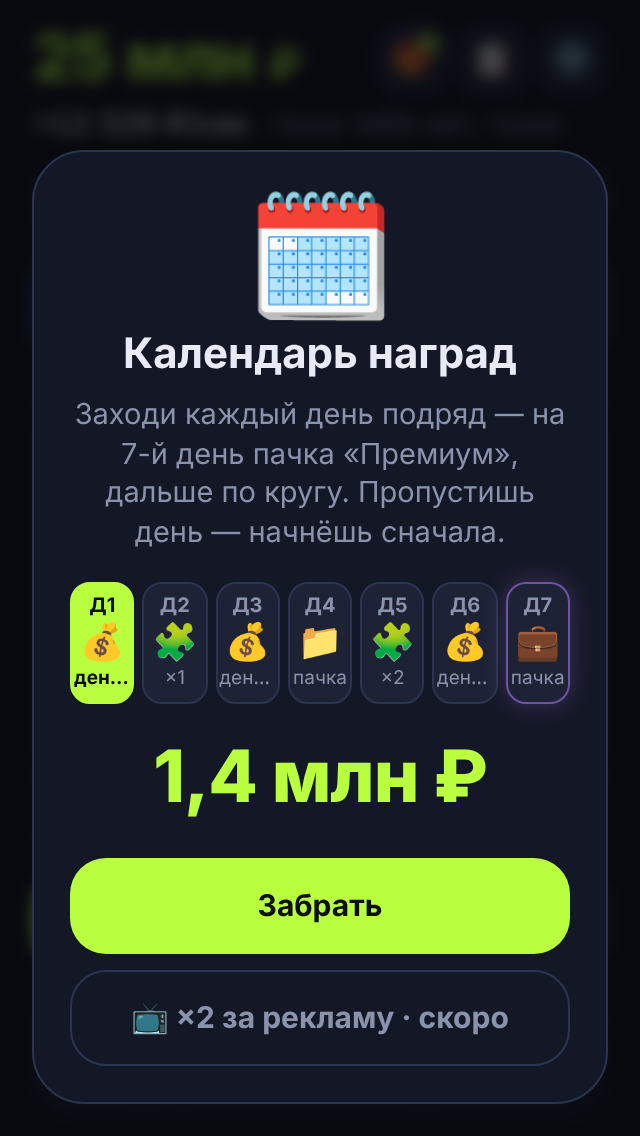 25 млн ₽
Календарь наград
Заходи каждый день подряд — на
7-й день пачка «Премиум»,
дальше по кругу. Пропустишь
день — начнёшь сначала.
Д1 Д2 Д3 Д4 Д5 Д6 Д7
ден... ×1 ден... пачка ×2 ден... пачка
1,4 млн ₽
Забрать
×2 за рекламу · скоро